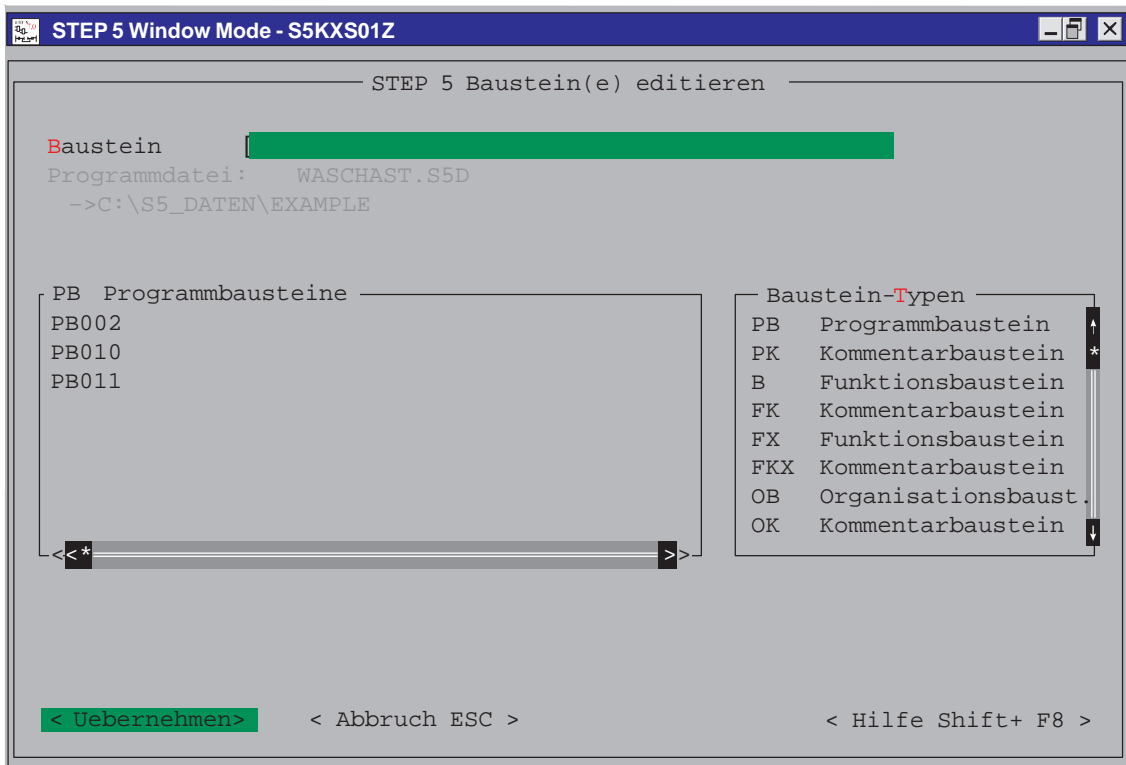 STEP 5 Window Mode - S5KXS01Z
STEP 5 Baustein(e) editieren
Baustein [
Programmdatei: WASCHAST.S5D
->C:\S5_DATEN\EXAMPLE
PB Programmbausteine
PB002
PB010
PB011
<<* >>
Baustein-Typen
PB Programmbaustein
PK Kommentarbaustein *
B Funktionsbaustein
FK Kommentarbaustein
FX Funktionsbaustein
FKX Kommentarbaustein
OB Organisationsbaust.
OK Kommentarbaustein
< Uebernehmen> < Abbruch ESC > < Hilfe Shift+ F8 >